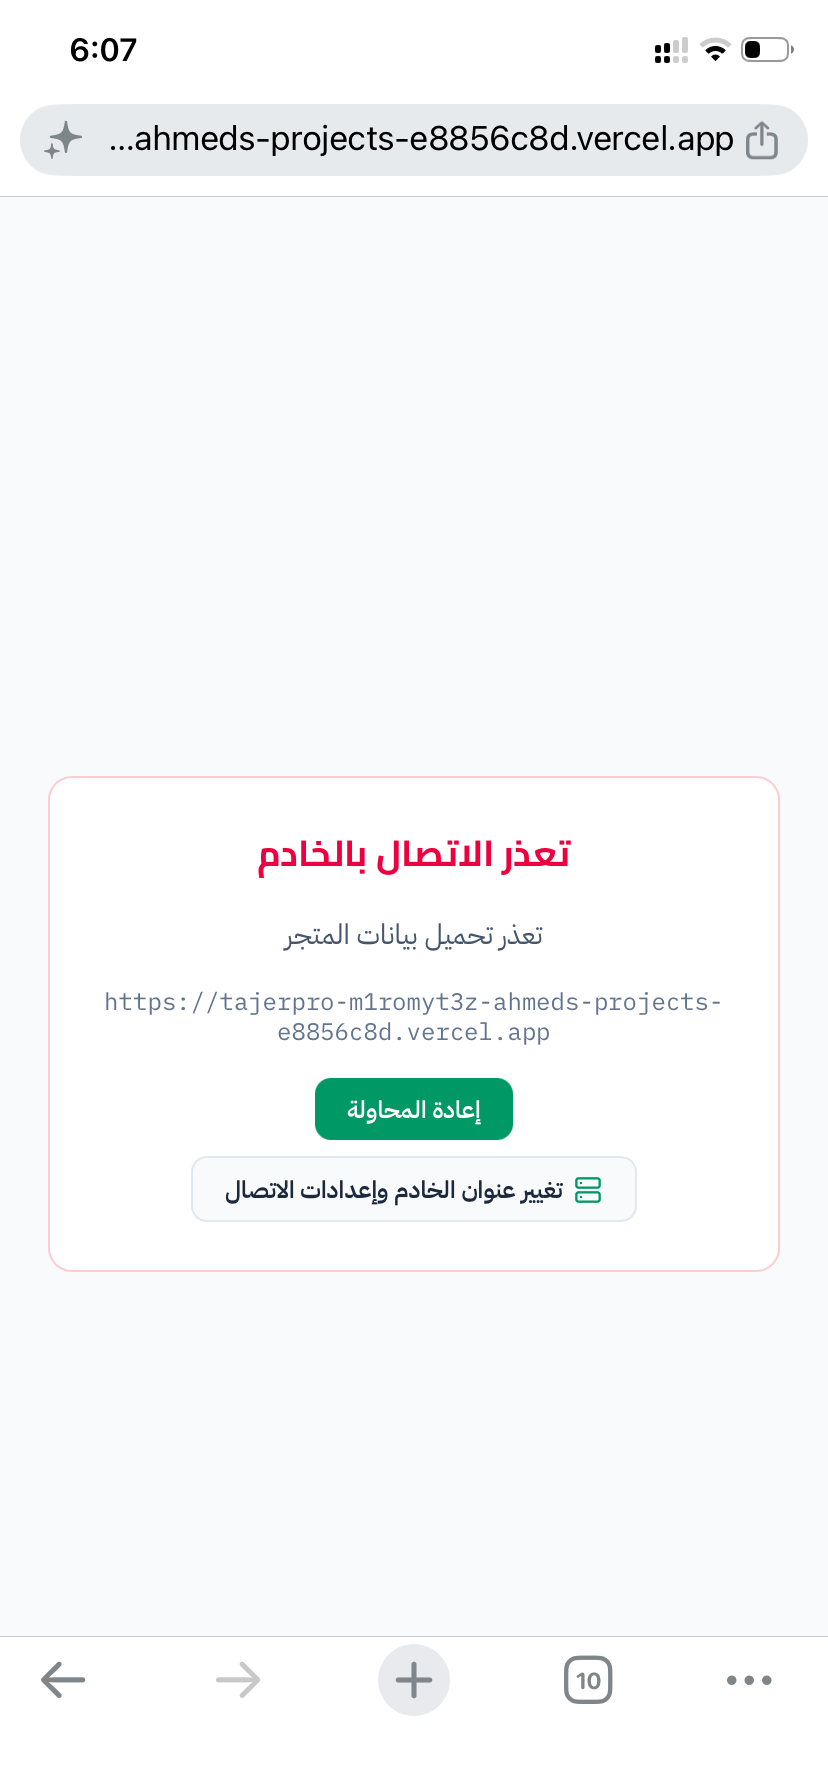 6:07
...ahmeds-projects-e8856c8d.vercel.app
تعذر الاتصال بالخادم
تعذر تحميل بيانات المتجر
https://tajerpro-m1romyt3z-ahmeds-projects-
e8856c8d.vercel.app
إعادة المحاولة
تغيير عنوان الخادم وإعدادات الاتصال
10